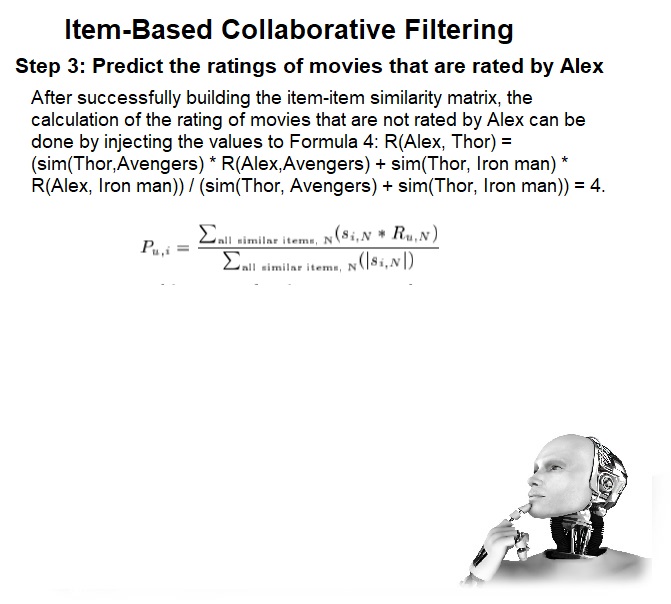 Item-Based Collaborative Filtering
Step 3: Predict the ratings of movies that are rated by Alex
After successfully building the item-item similarity matrix, the
calculation of the rating of movies that are not rated by Alex can be
done by injecting the values to Formula 4: R(Alex, Thor) =
(sim(Thor,Avengers) * R(Alex,Avengers) + sim(Thor, Iron man) *
R(Alex, Iron man)) / (sim(Thor, Avengers) + sim(Thor, Iron man)) = 4.
P_{u,i} = \frac{\sum_{\text{all similar items, N}} (s_{i,N} * R_{u,N})}{\sum_{\text{all similar items, N}} (|s_{i,N}|)}